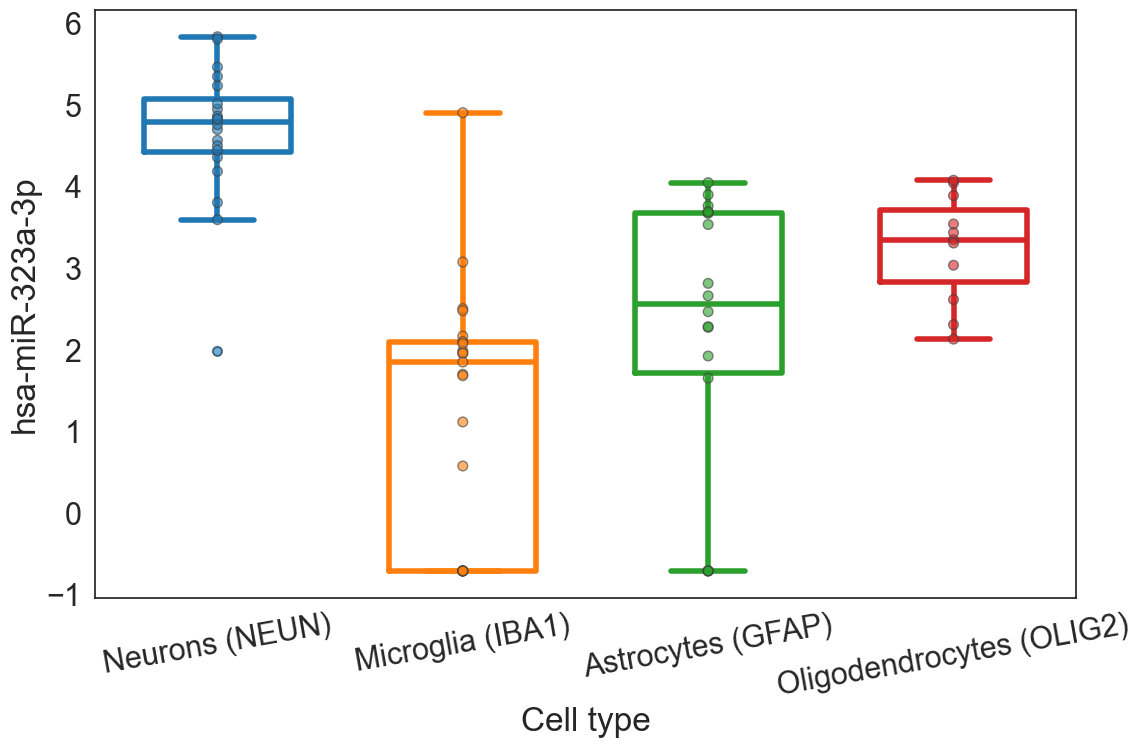 hsa-miR-323a-3p
6
5
4
3
2
1
0
−1
Neurons (NEUN)
Microglia (IBA1)
Astrocytes (GFAP)
Oligodendrocytes (OLIG2)
Cell type